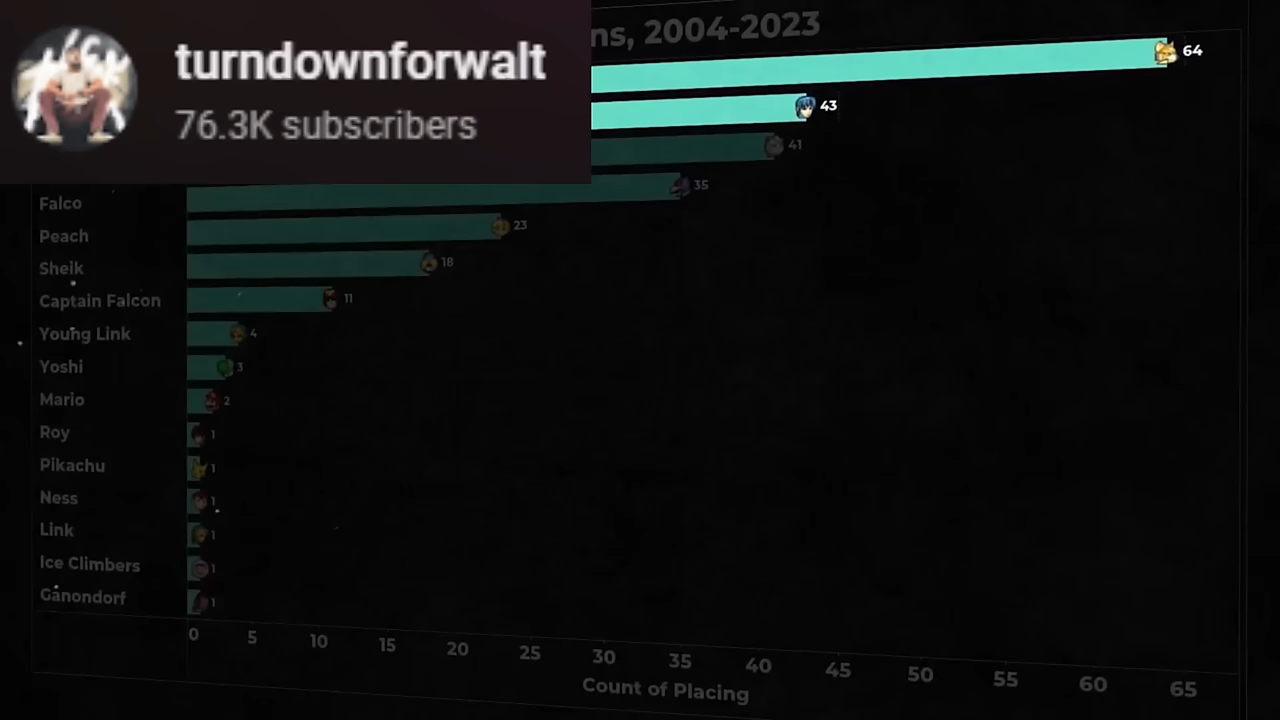 turndownforwalt
76.3K subscribers
ns, 2004-2023
64
43
41
Falco 35
Peach 23
Sheik 18
Captain Falcon 11
Young Link 4
Yoshi 3
Mario 2
Roy 1
Pikachu 1
Ness 1
Link 1
Ice Climbers 1
Ganondorf 1
0 5 10 15 20 25 30 35 40 45 50 55 60 65
Count of Placing